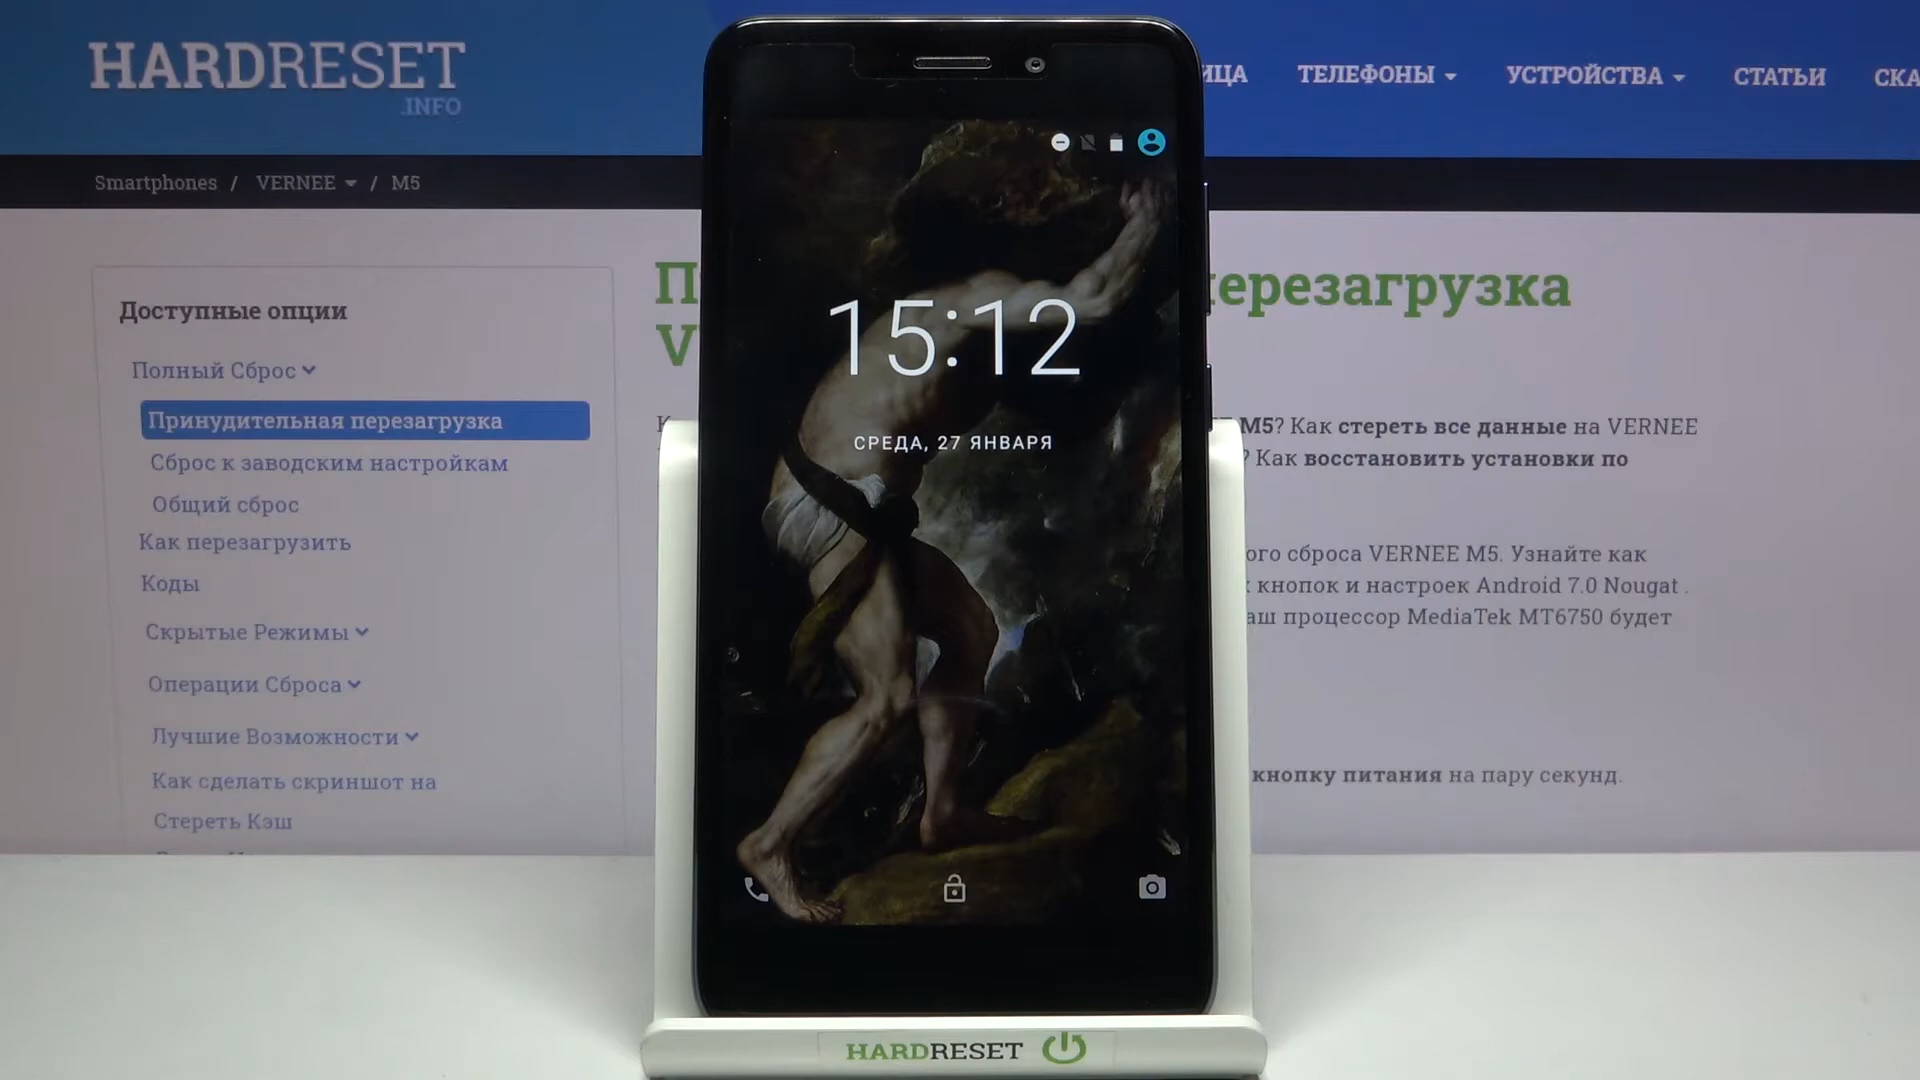 HARDRESET
.INFO
ТЕЛЕФОНЫ
УСТРОЙСТВА
СТАТЬИ
Smartphones / VERNEE / M5
Доступные опции
Полный Сброс
Принудительная перезагрузка
Сброс к заводским настройкам
Общий сброс
Как перезагрузить
Коды
Скрытые Режимы
Операции Сброса
Лучшие Возможности
Как сделать скриншот на
Стереть Кэш
15:12
СРЕДА, 27 ЯНВАРЯ
M5? Как стереть все данные на VERNEE
? Как восстановить установки по
сброса VERNEE M5. Узнайте как
кнопок и настроек Android 7.0 Nougat .
процессор MediaTek MT6750 будет
кнопку питания на пару секунд.
HARDRESET